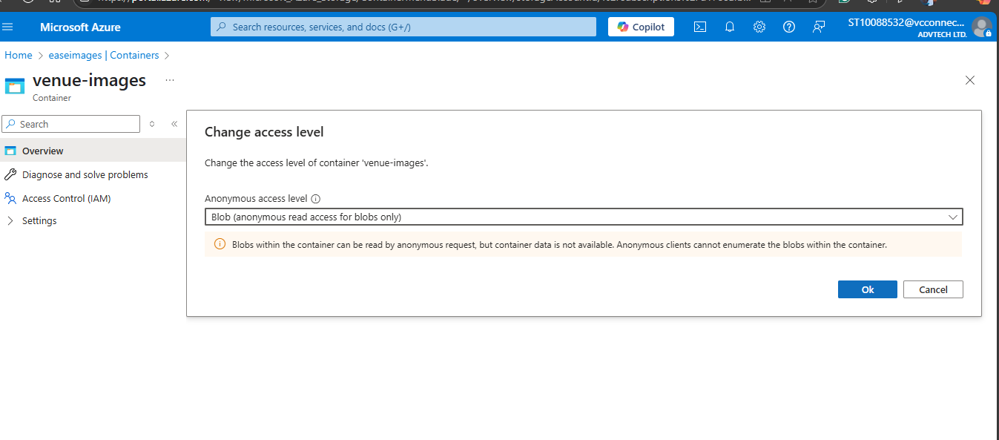 Microsoft Azure
Search resources, services, and docs (G+/)
Copilot
ST10088532@vcconnec...
ADVTECH LTD.
Home > easeimages | Containers >
venue-images ...
Container
Search
Overview
Diagnose and solve problems
Access Control (IAM)
Settings
Change access level
Change the access level of container 'venue-images'.
Anonymous access level
Blob (anonymous read access for blobs only)
Blobs within the container can be read by anonymous request, but container data is not available. Anonymous clients cannot enumerate the blobs within the container.
Ok
Cancel